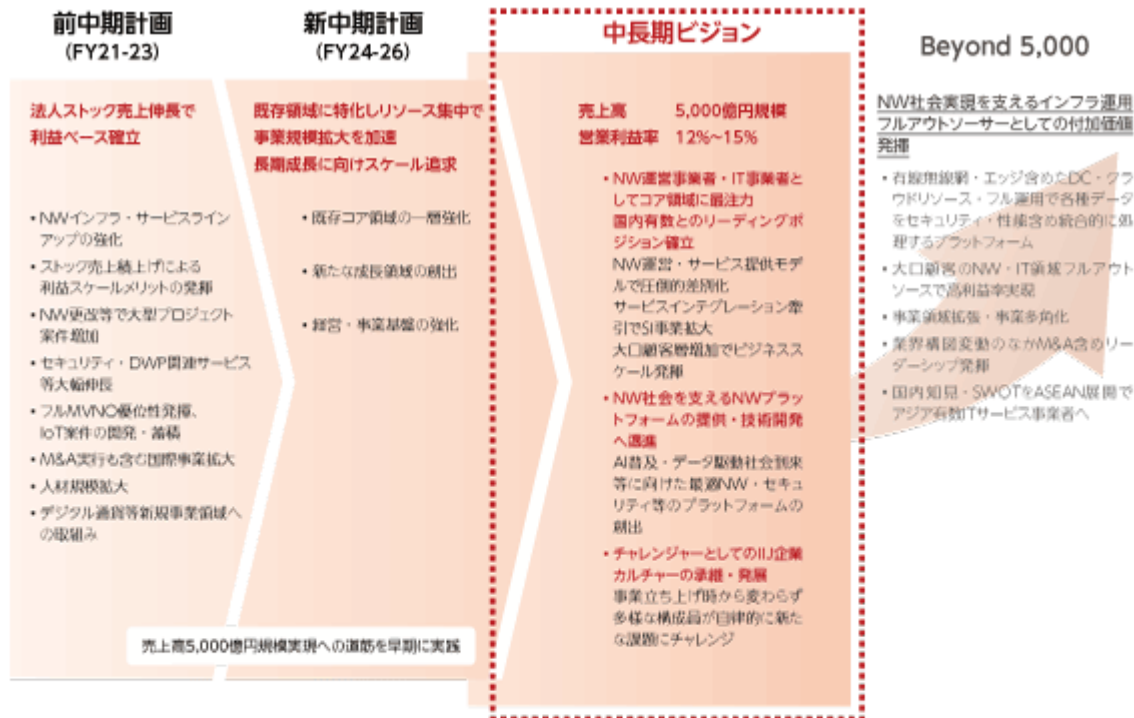 前中期計画
(FY21-23)
法人ストック売上伸長で
利益ベース確立
・NWインフラ・サービスライン
アップの強化
・ストック売上積上げによる
利益スケールメリットの発揮
・NW更改等で大型プロジェクト
案件増加
・セキュリティ・DWP関連サービス
等大幅伸長
・フルMVNO優位性発揮、
IoT案件の開発・蓄積
・M&A実行も含む国際事業拡大
・人材規模拡大
・デジタル通貨等新規事業領域へ
の取組み
新中期計画
(FY24-26)
既存領域に特化しリソース集中で
事業規模拡大を加速
長期成長に向けスケール追求
・既存コア領域の一層強化
・新たな成長領域の創出
・経営・事業基盤の強化
売上高5,000億円規模実現への道筋を早期に実践
中長期ビジョン
売上高 5,000億円規模
営業利益率 12%~15%
・NW運営事業者・IT事業者と
してコア領域に最注力
国内有数とのリーディングポ
ジション確立
NW運営・サービス提供モデ
ルで圧倒的差別化
サービスインテグレーション牽
引でSI事業拡大
大口顧客層増加でビジネスス
ケール発揮
・NW社会を支えるNWプラッ
トフォームの提供・技術開発
へ邁進
AI普及・データ駆動社会到来
等に向けた最適NW・セキュ
リティ等のプラットフォームの
創出
・チャレンジャーとしてのIIJ企業
カルチャーの承継・発展
事業立ち上げ時から変わらず
多様な構成員が自律的に新た
な課題にチャレンジ
Beyond 5,000
NW社会実現を支えるインフラ運用
フルアウトソーサーとしての付加価値
発揮
・有線無線網・エッジ含めたDC・クラ
ウドリソース・フル運用で各種データ
をセキュリティ・性能含め統合的に処
理するプラットフォーム
・大口顧客のNW・IT領域フルアウト
ソースで高利益率実現
・事業領域拡張・事業多角化
・業界構図変動のなかM&A含めリー
ダーシップ発揮
・国内知見・SWOTをASEAN展開で
アジア有数ITサービス事業者へ